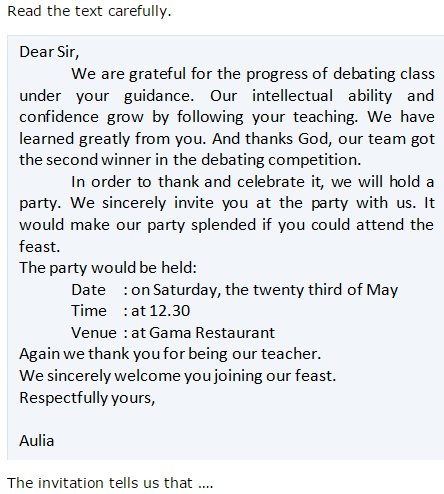 Read the text carefully.
Dear Sir,
We are grateful for the progress of debating class
under your guidance. Our intellectual ability and
confidence grow by following your teaching. We have
learned greatly from you. And thanks God, our team got
the second winner in the debating competition.
In order to thank and celebrate it, we will hold a
party. We sincerely invite you at the party with us. It
would make our party splended if you could attend the
feast.
The party would be held:
Date : on Saturday, the twenty third of May
Time : at 12.30
Venue : at Gama Restaurant
Again we thank you for being our teacher.
We sincerely welcome you joining our feast.
Respectfully yours,
Aulia
The invitation tells us that ....